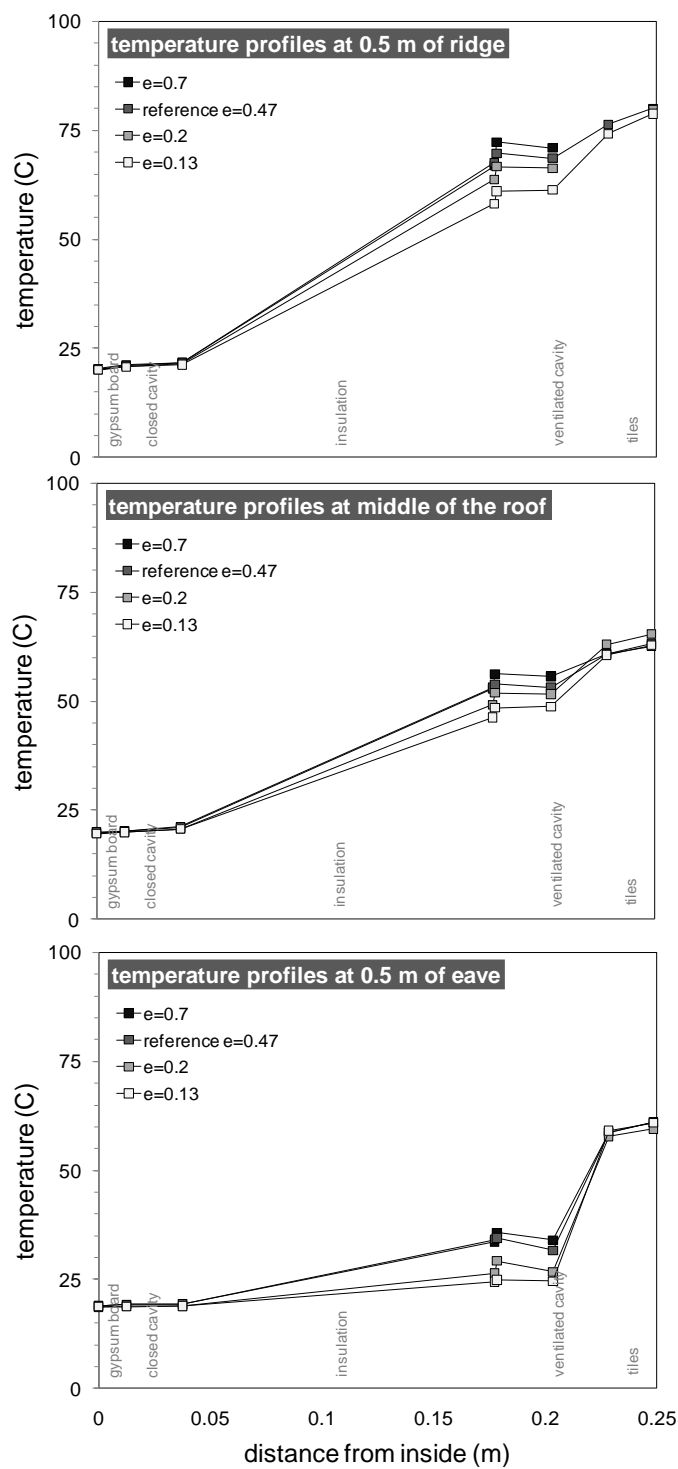 100
temperature profiles at 0.5 m of ridge
e=0.7
reference e=0.47
e=0.2
e=0.13
75
50
25
0
temperature (C)
gypsum board
closed cavity
insulation
ventilated cavity
tiles
100
temperature profiles at middle of the roof
e=0.7
reference e=0.47
e=0.2
e=0.13
75
50
25
0
temperature (C)
gypsum board
closed cavity
insulation
ventilated cavity
tiles
100
temperature profiles at 0.5 m of eave
e=0.7
reference e=0.47
e=0.2
e=0.13
75
50
25
0
temperature (C)
gypsum board
closed cavity
insulation
ventilated cavity
tiles
0 0.05 0.1 0.15 0.2 0.25
distance from inside (m)